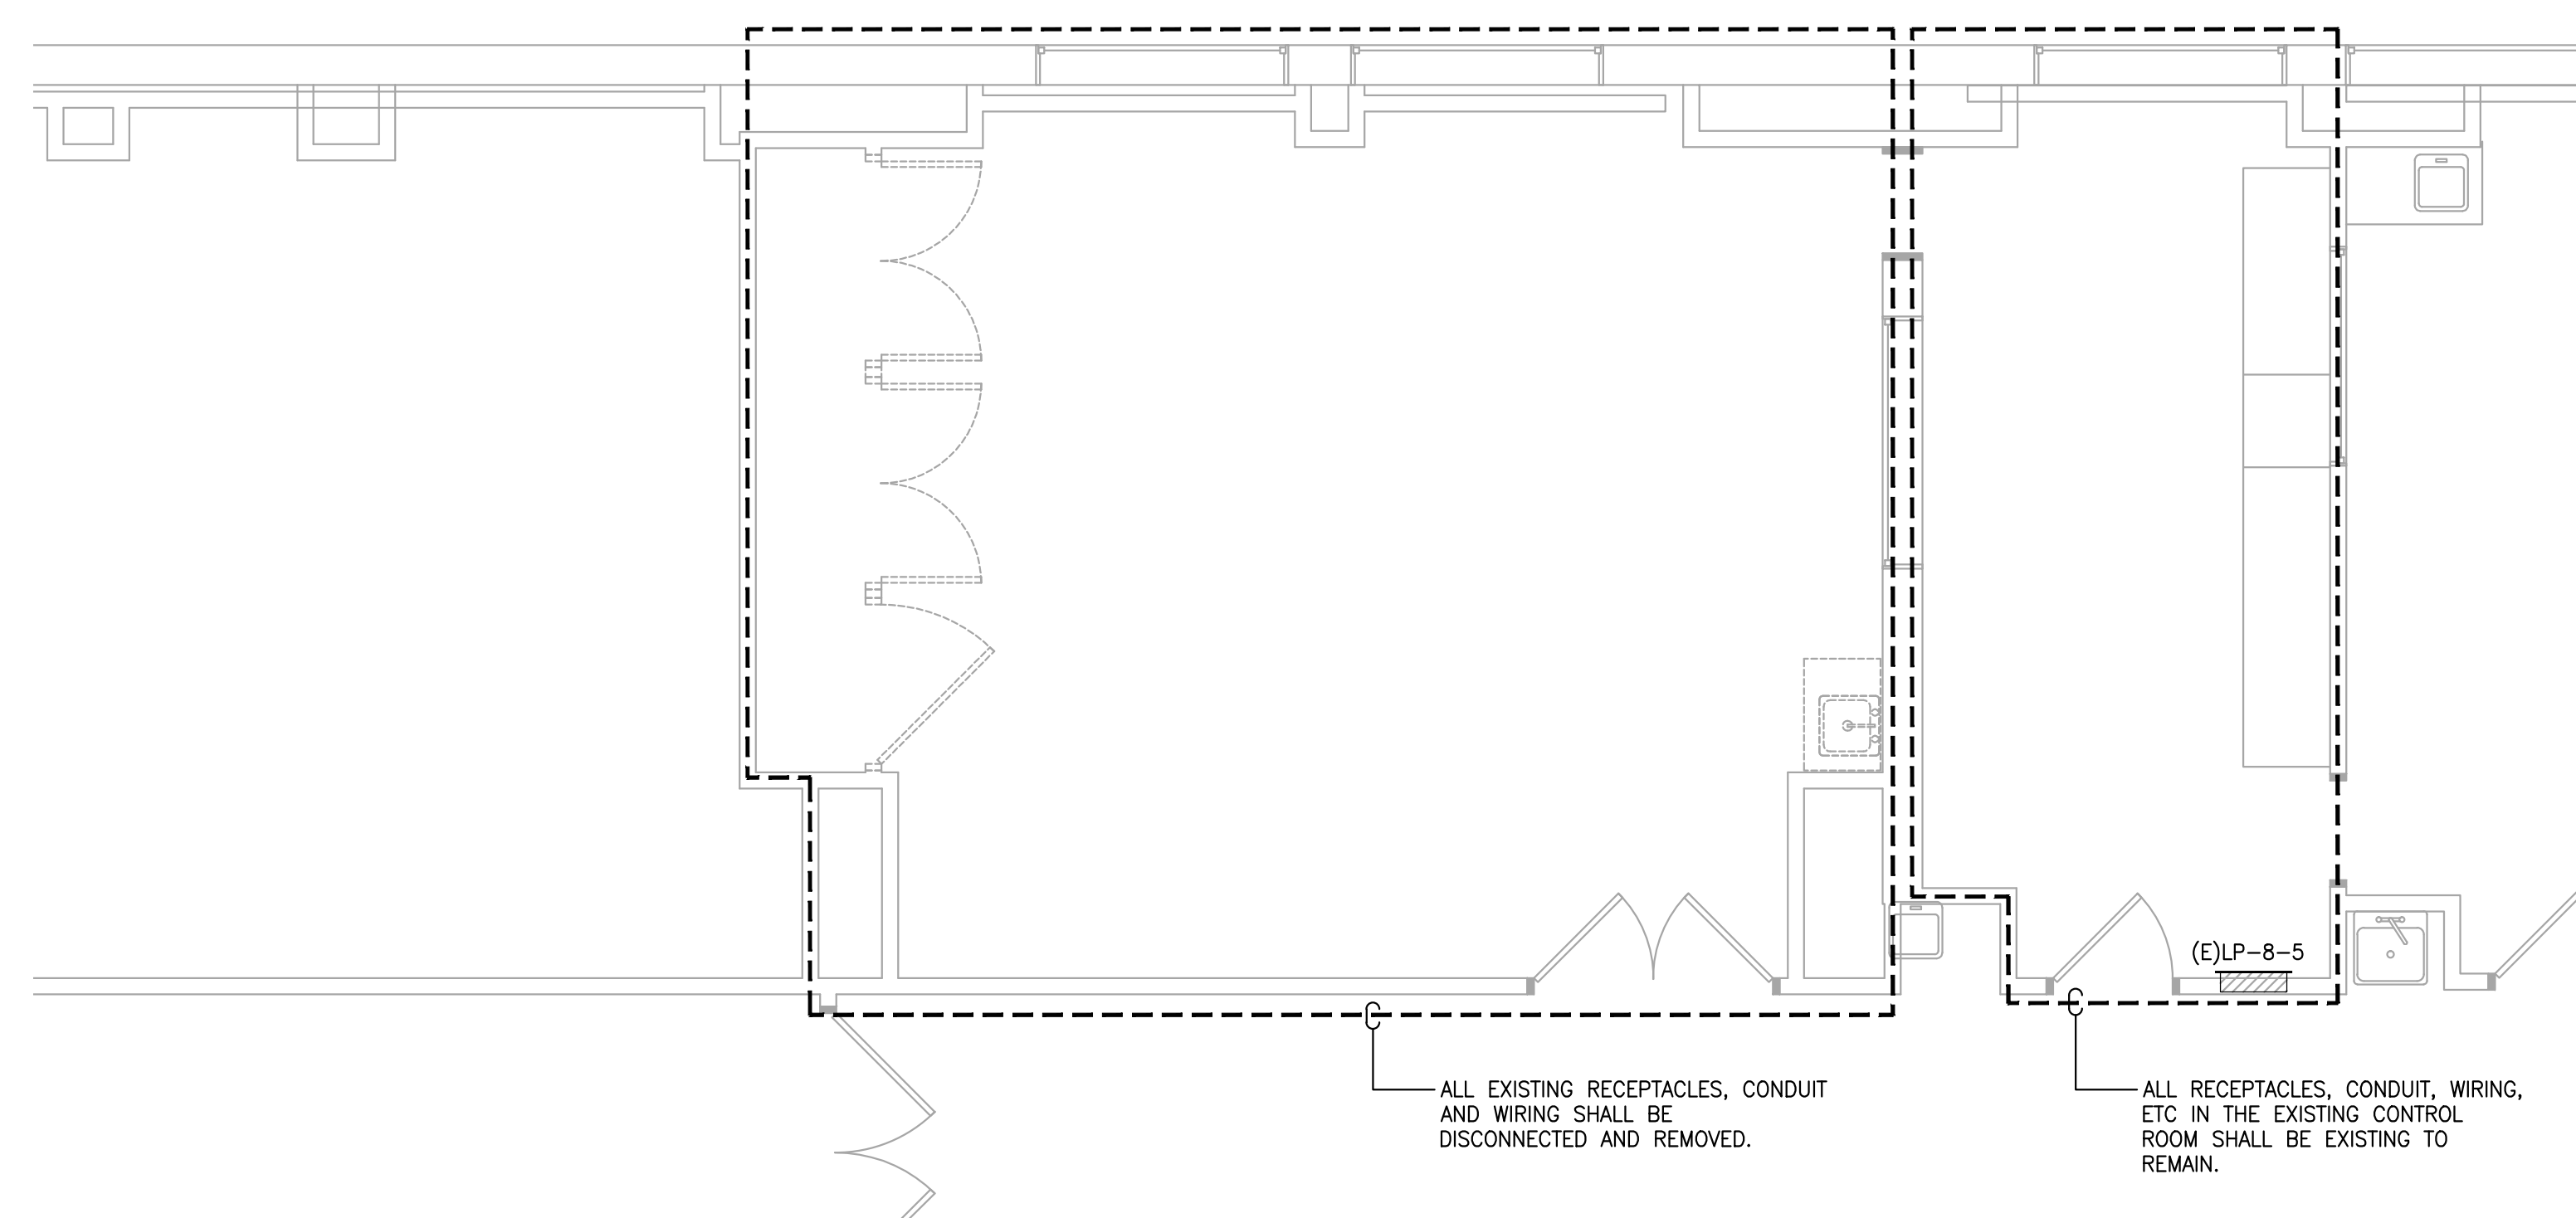 (E)LP-8-5
ALL EXISTING RECEPTACLES, CONDUIT
AND WIRING SHALL BE
DISCONNECTED AND REMOVED.
ALL RECEPTACLES, CONDUIT, WIRING,
ETC IN THE EXISTING CONTROL
ROOM SHALL BE EXISTING TO
REMAIN.